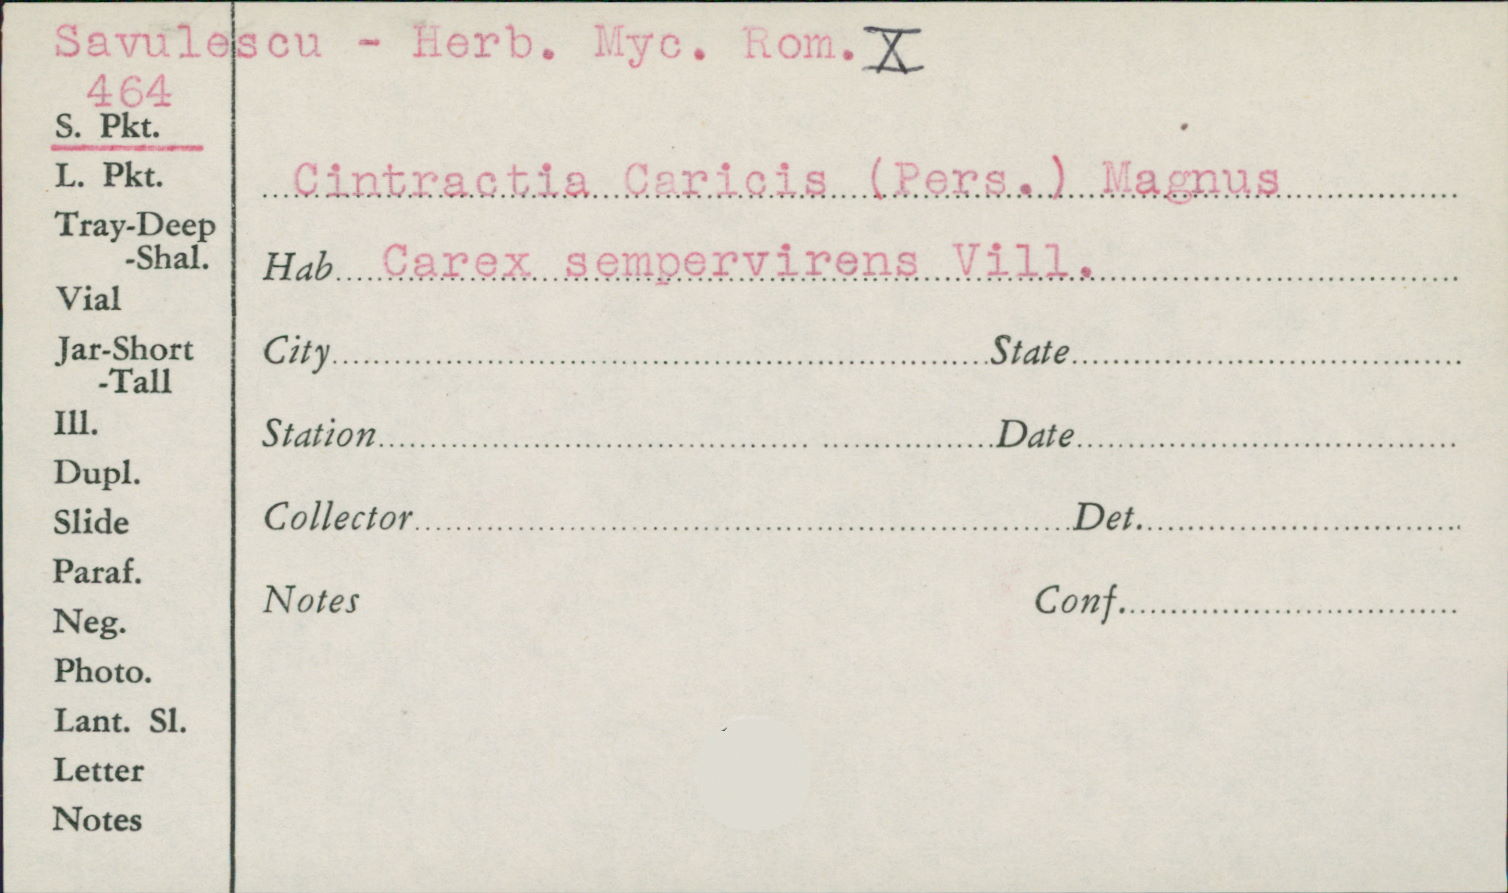 Savulescu - Herb. Myc. Rom. X
464
S. Pkt.
L. Pkt.
Cintractia Caricis (Pers.) Magnus
Tray-Deep
-Shal.
Hab Carex sempervirens Vill.
Vial
Jar-Short
-Tall
City State
Ill.
Station Date
Dupl.
Slide
Collector Det.
Paraf.
Notes Conf.
Neg.
Photo.
Lant. Sl.
Letter
Notes